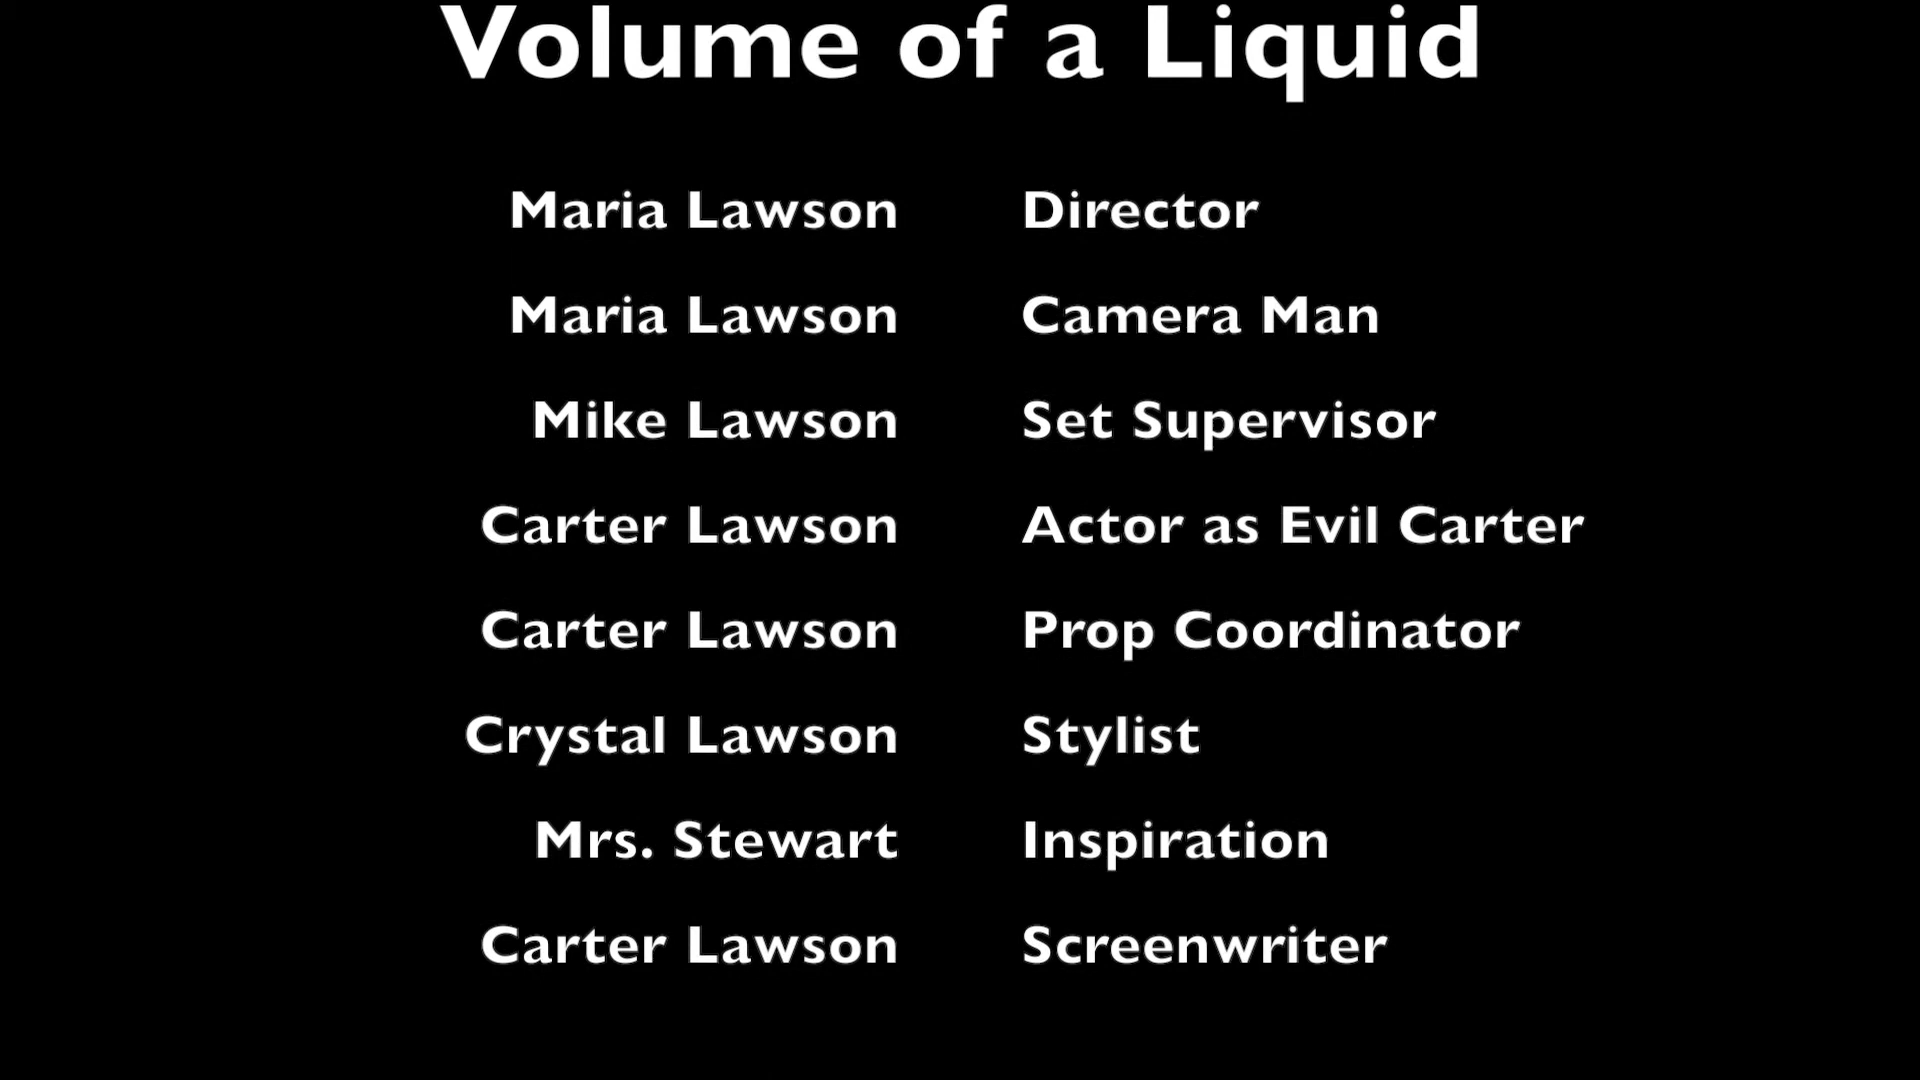 Volume of a Liquid
Maria Lawson Director
Maria Lawson Camera Man
Mike Lawson Set Supervisor
Carter Lawson Actor as Evil Carter
Carter Lawson Prop Coordinator
Crystal Lawson Stylist
Mrs. Stewart Inspiration
Carter Lawson Screenwriter